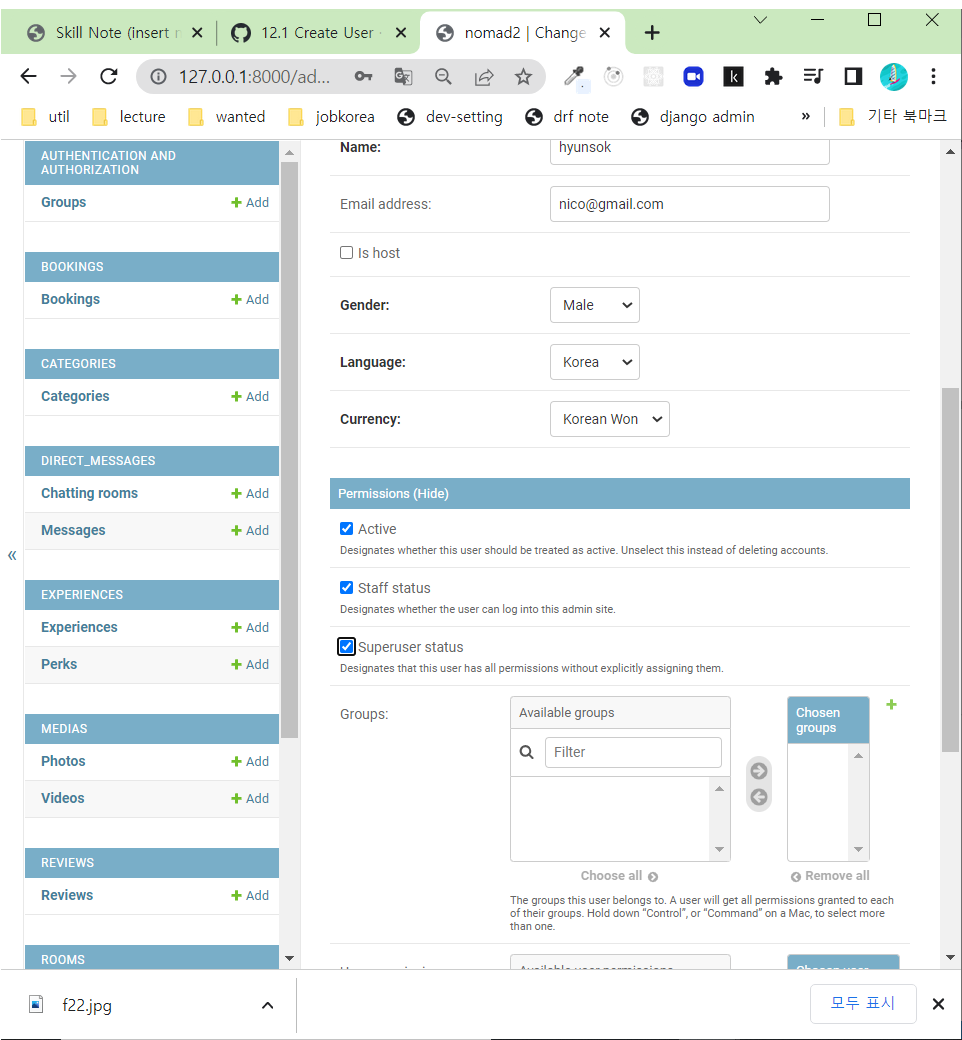 Skill Note (insert r
12.1 Create User
nomad2 | Change
127.0.0.1:8000/ad...
util
lecture
wanted
jobkorea
dev-setting
drf note
django admin
»
기타 북마크
AUTHENTICATION AND
AUTHORIZATION
Groups
Add
BOOKINGS
Bookings
Add
CATEGORIES
Categories
Add
DIRECT_MESSAGES
Chatting rooms
Add
Messages
Add
«
EXPERIENCES
Experiences
Add
Perks
Add
MEDIAS
Photos
Add
Videos
Add
REVIEWS
Reviews
Add
ROOMS
Name:
hyunsok
Email address:
nico@gmail.com
Is host
Gender:
Male
Language:
Korea
Currency:
Korean Won
Permissions (Hide)
Active
Designates whether this user should be treated as active. Unselect this instead of deleting accounts.
Staff status
Designates whether the user can log into this admin site.
Superuser status
Designates that this user has all permissions without explicitly assigning them.
Groups:
Available groups
Filter
Choose all
Chosen
groups
Remove all
The groups this user belongs to. A user will get all permissions granted to each
of their groups. Hold down “Control”, or “Command” on a Mac, to select more
than one.
Available user permissions
Chosen user
f22.jpg
모두 표시